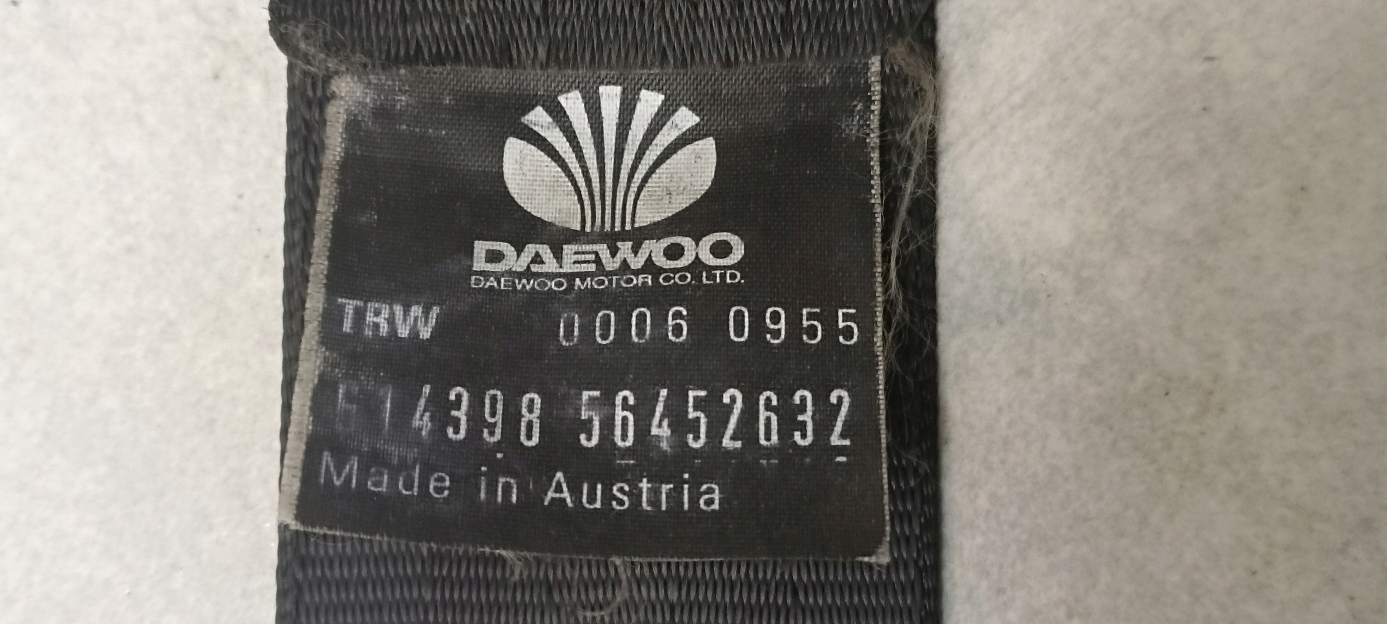 DAEWOO
DAEWOO MOTOR CO. LTD.
TRW 0006 0955
56452632
Made in Austria